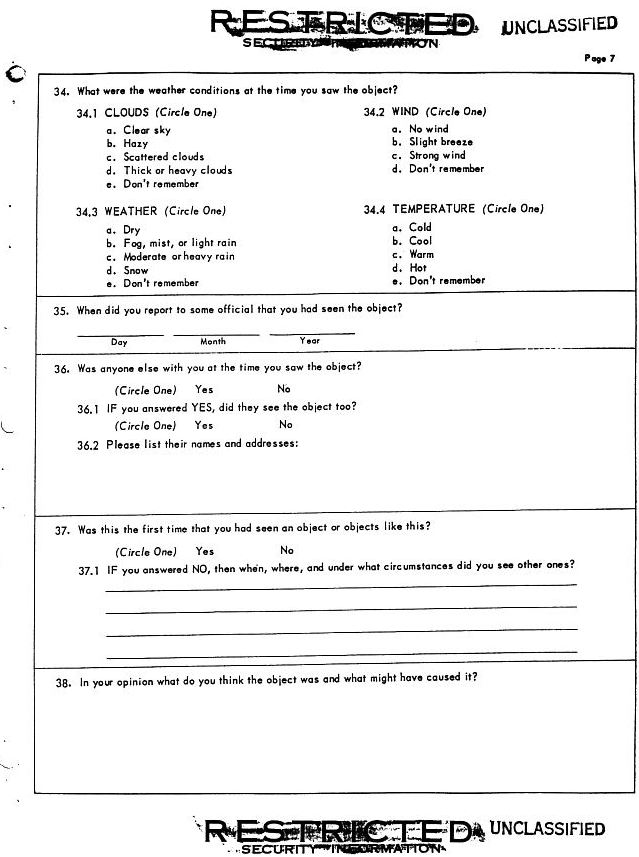 RESTRICTED UNCLASSIFIED
SECURITY INFORMATION
Page 7
34. What were the weather conditions at the time you saw the object?
34.1 CLOUDS (Circle One)
a. Clear sky
b. Hazy
c. Scattered clouds
d. Thick or heavy clouds
e. Don't remember
34.2 WIND (Circle One)
a. No wind
b. Slight breeze
c. Strong wind
d. Don't remember
34.3 WEATHER (Circle One)
a. Dry
b. Fog, mist, or light rain
c. Moderate or heavy rain
d. Snow
e. Don't remember
34.4 TEMPERATURE (Circle One)
a. Cold
b. Cool
c. Warm
d. Hot
e. Don't remember
35. When did you report to some official that you had seen the object?
Day Month Year
36. Was anyone else with you at the time you saw the object?
(Circle One) Yes No
36.1 IF you answered YES, did they see the object too?
(Circle One) Yes No
36.2 Please list their names and addresses:
37. Was this the first time that you had seen an object or objects like this?
(Circle One) Yes No
37.1 IF you answered NO, then when, where, and under what circumstances did you see other ones?
38. In your opinion what do you think the object was and what might have caused it?
RESTRICTED UNCLASSIFIED
SECURITY INFORMATION